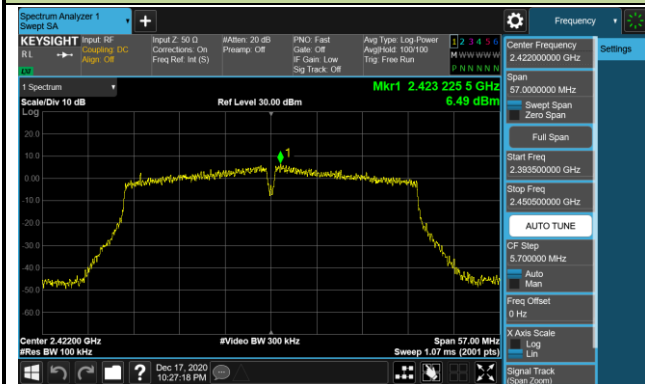 Spectrum Analyzer 1
Swept SA
Frequency
KEYSIGHT
RL
Input: RF
Coupling: DC
Align: Off
Input Z: 50 Ω
Corrections: On
Freq Ref: Int (S)
#Atten: 20 dB
Preamp: Off
PNO: Fast
Gate: Off
IF Gain: Low
Sig Track: Off
Avg Type: Log-Power
Avg|Hold: 100/100
Trig: Free Run
1 2 3 4 5 6
M W W W W W
P N N N N N
Settings
1 Spectrum
Scale/Div 10 dB
Ref Level 30.00 dBm
Mkr1 2.423 225 5 GHz
6.49 dBm
Log
20.0
10.0
0.00
-10.0
-20.0
-30.0
-40.0
-50.0
-60.0
1
Center 2.42200 GHz
#Res BW 100 kHz
#Video BW 300 kHz
Span 57.00 MHz
Sweep 1.07 ms (2001 pts)
Center Frequency
2.422000000 GHz
Span
57.0000000 MHz
Swept Span
Zero Span
Full Span
Start Freq
2.393500000 GHz
Stop Freq
2.450500000 GHz
AUTO TUNE
CF Step
5.700000 MHz
Auto
Man
Freq Offset
0 Hz
X Axis Scale
Log
Lin
Signal Track
(Span Zoom)
?
Dec 17, 2020
10:27:18 PM